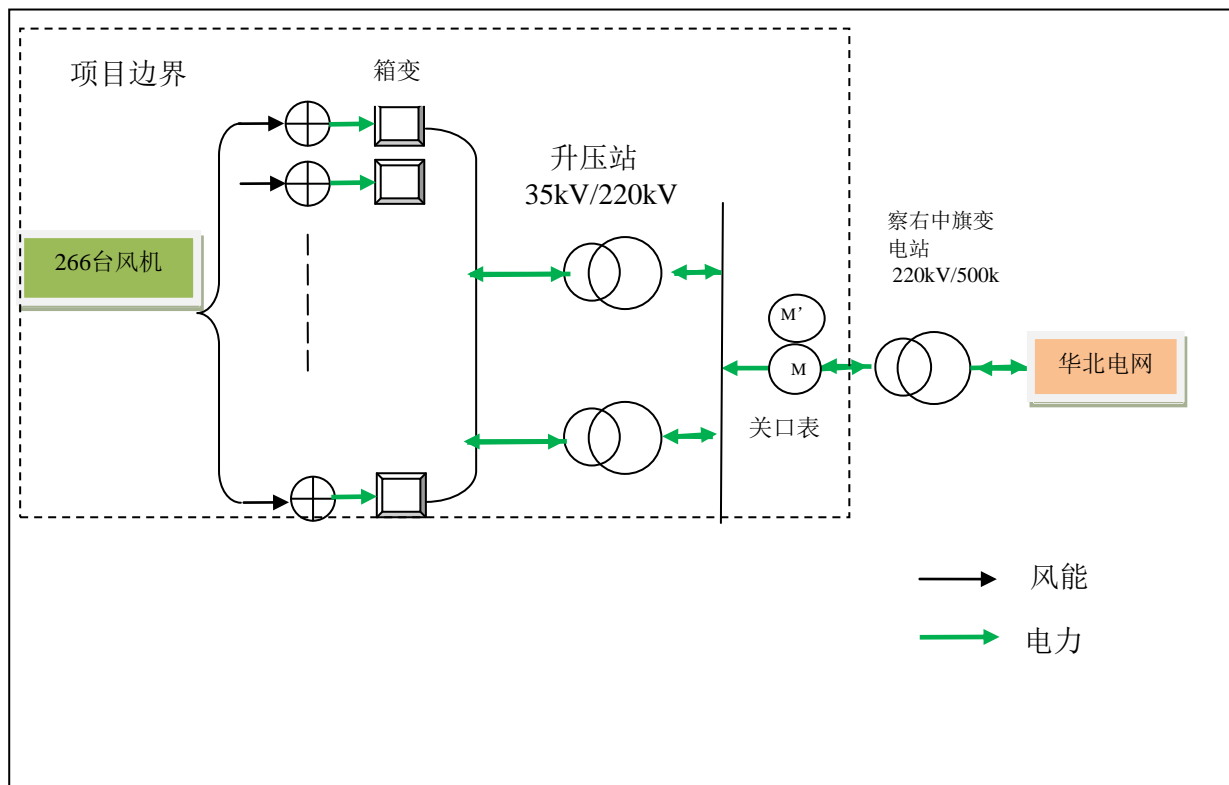 项目边界
箱变
升压站
35kV/220kV
266台风机
察右中旗变
电站
220kV/500k
M’
M
关口表
华北电网
风能
电力